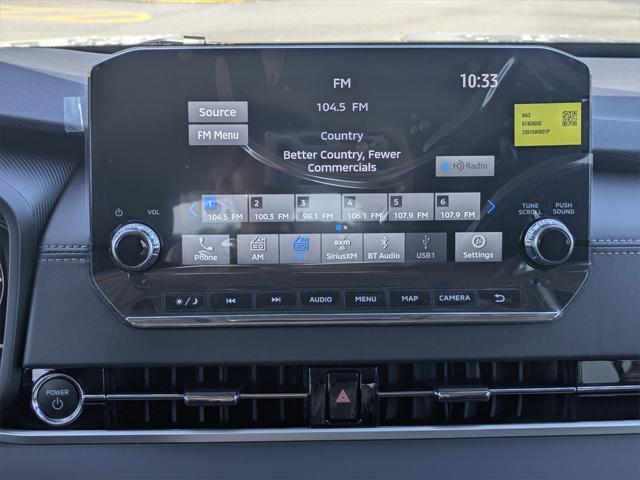 FM
10:33
Source
104.5 FM
FM Menu
Country
Better Country, Fewer
Commercials
HD Radio
1 2 3 4 5 6
104.5 FM 100.3 FM 98.1 FM 106.1 FM 107.9 FM 107.9 FM
VOL
TUNE
SCROLL
PUSH
SOUND
Phone AM FM SiriusXM BT Audio USB1 Settings
sxm
AUDIO MENU MAP CAMERA
POWER